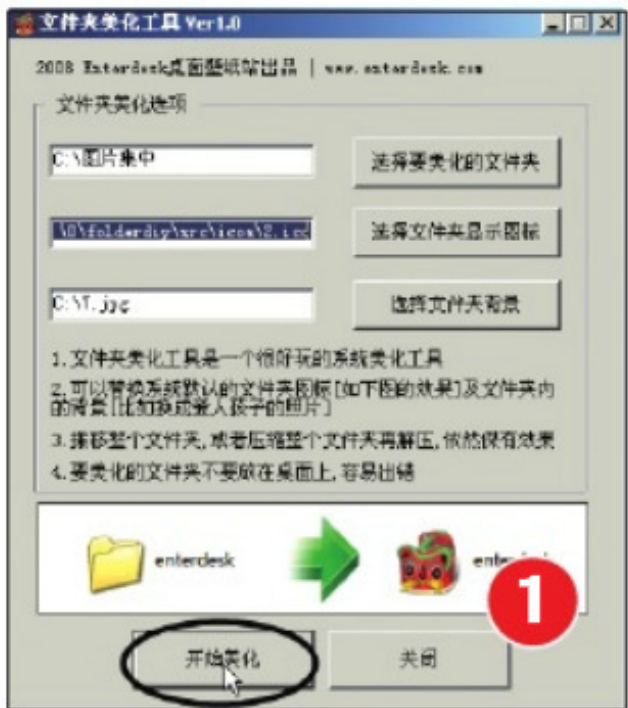 文件夹美化工具 Ver1.0
2008 Enterdesk桌面壁纸站出品 | www.enterdesk.com
文件夹美化选项
C:\图片集中
选择要美化的文件夹
\0\folderdiy\src\icon\2.ico
选择文件夹显示图标
C:\T.jpg
选择文件夹背景
1.文件夹美化工具是一个很好玩的系统美化工具
2.可以替换系统默认的文件夹图标[如下图的效果]及文件夹内
的背景[比如换成爱人孩子的照片]
3.推移整个文件夹,或者压缩整个文件夹再解压,依然保有效果
4.要美化的文件夹不要放在桌面上,容易出错
enterdesk
1
开始美化
关闭